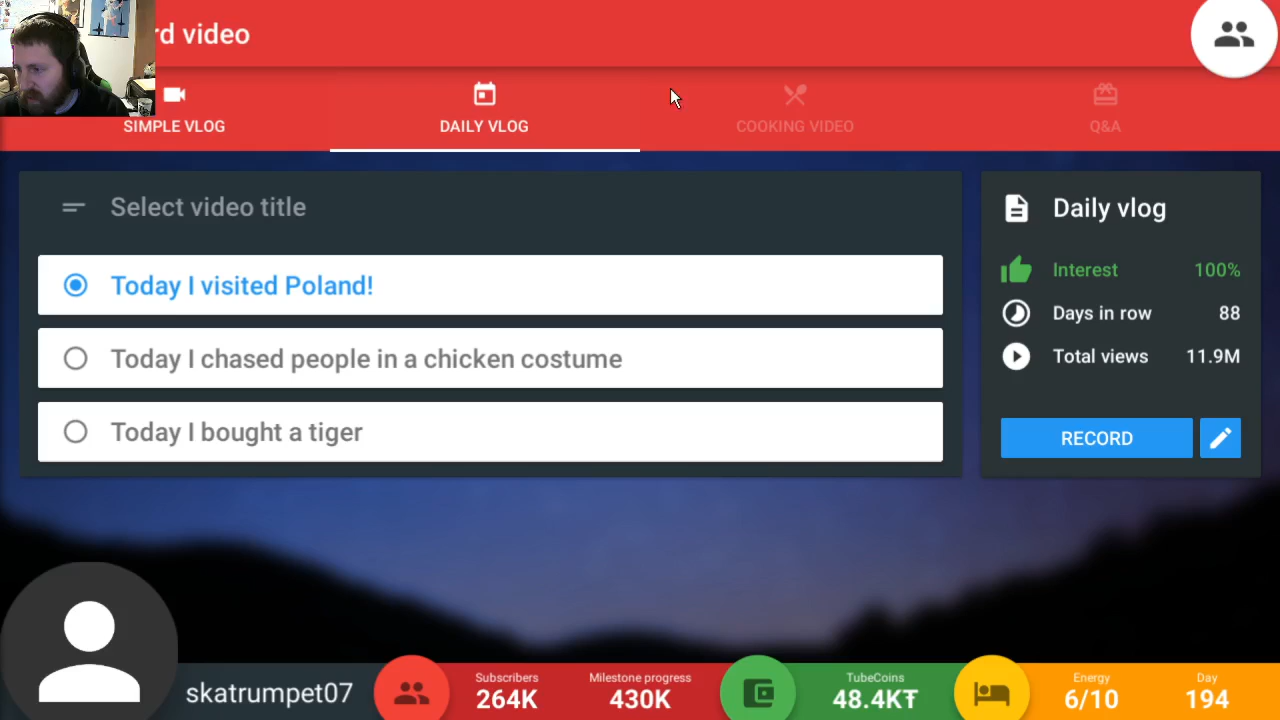 rd video
SIMPLE VLOG
DAILY VLOG
COOKING VIDEO
Q&A
Select video title
Today I visited Poland!
Today I chased people in a chicken costume
Today I bought a tiger
Daily vlog
Interest 100%
Days in row 88
Total views 11.9M
RECORD
skatrumpet07
Subscribers
264K
Milestone progress
430K
TubeCoins
48.4KŦ
Energy
6/10
Day
194